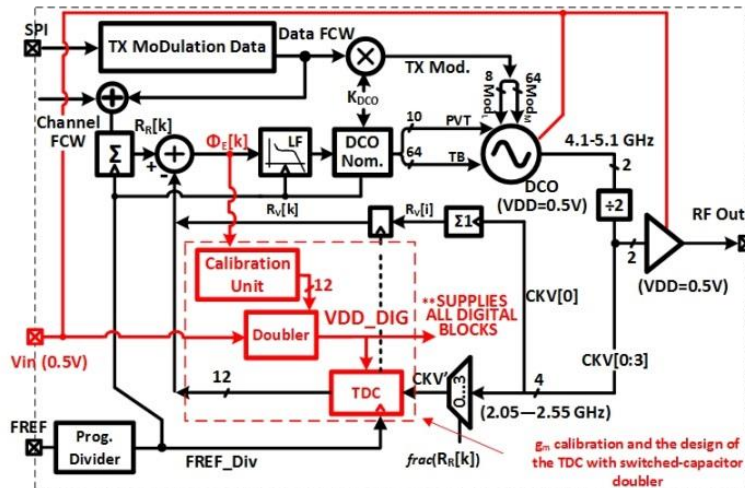 SPI
TX MoDulation Data
Data FCW
TX Mod.
8
Mod_L
64
Mod_M
K_DCO
Channel
FCW
R_R[k]
Σ
+
-
Φ_E[k]
LF
DCO
Nom.
10
PVT
64
TB
4.1-5.1 GHz
2
DCO
(VDD=0.5V)
÷2
RF Out
R_V[k]
R_V[i]
Σ1
2
(VDD=0.5V)
Calibration
Unit
12
Doubler
VDD_DIG
**SUPPLIES
ALL DIGITAL
BLOCKS
CKV[0]
CKV[0:3]
Vin (0.5V)
12
TDC
CKV'
0...3
4
(2.05—2.55 GHz)
FREF
Prog.
Divider
FREF_Div
frac(R_R[k])
g_m calibration and the design of
the TDC with switched-capacitor
doubler